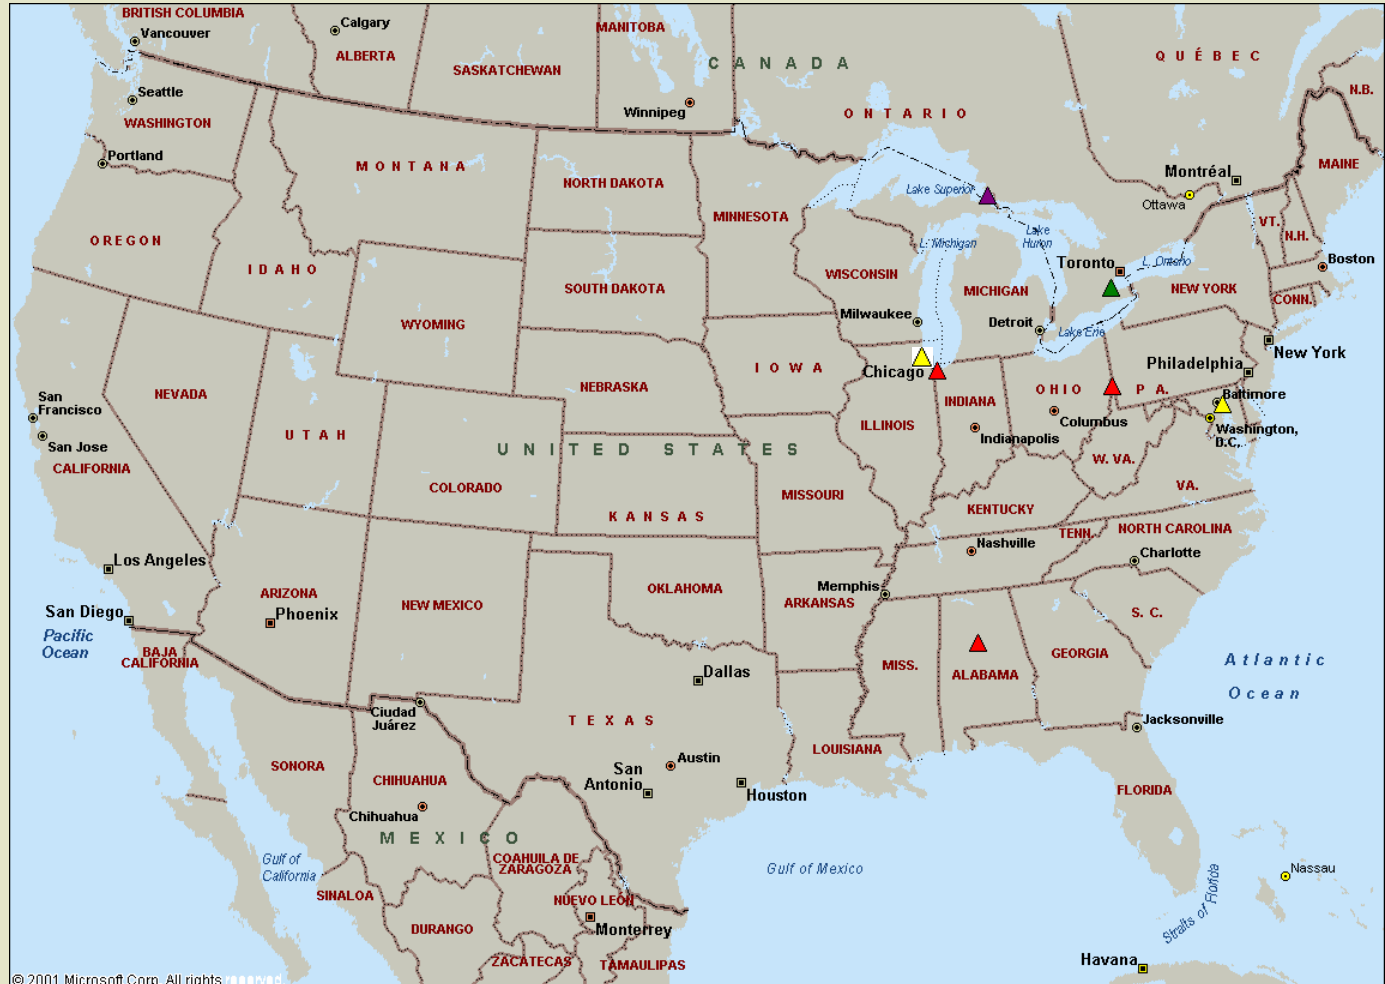 BRITISH COLUMBIA
Vancouver
Calgary
ALBERTA
SASKATCHEWAN
MANITOBA
Winnipeg
C A N A D A
O N T A R I O
Q U É B E C
N.B.
MAINE
Seattle
WASHINGTON
Portland
M O N T A N A
NORTH DAKOTA
MINNESOTA
Lake Superior
Montréal
Ottawa
VT.
N.H.
Boston
O R E G O N
I D A H O
WYOMING
SOUTH DAKOTA
WISCONSIN
L. Michigan
Lake
Huron
Toronto
L. Ontario
MICHIGAN
NEW YORK
CONN.
Milwaukee
Detroit
Lake Erie
New York
Philadelphia
I O W A
Chicago
NEBRASKA
NEVADA
San
Francisco
San Jose
CALIFORNIA
U T A H
U N I T E D   S T A T E S
COLORADO
ILLINOIS
INDIANA
Indianapolis
O H I O
Columbus
P A.
Baltimore
Washington,
D.C.
W. VA.
VA.
K A N S A S
MISSOURI
KENTUCKY
TENN.
NORTH CAROLINA
Nashville
Charlotte
Los Angeles
San Diego
Pacific
Ocean
BAJA
CALIFORNIA
ARIZONA
Phoenix
NEW MEXICO
OKLAHOMA
ARKANSAS
Memphis
S. C.
MISS.
ALABAMA
GEORGIA
A t l a n t i c
O c e a n
Dallas
Ciudad
Juárez
T E X A S
LOUISIANA
Jacksonville
SONORA
CHIHUAHUA
Chihuahua
Austin
San
Antonio
Houston
FLORIDA
M E X I C O
Gulf of
California
COAHUILA DE
ZARAGOZA
Gulf of Mexico
Straits of Florida
Nassau
SINALOA
DURANGO
NUEVO LEÓN
Monterrey
ZACATECAS
TAMAULIPAS
Havana
© 2001 Microsoft Corp. All rights reserved.